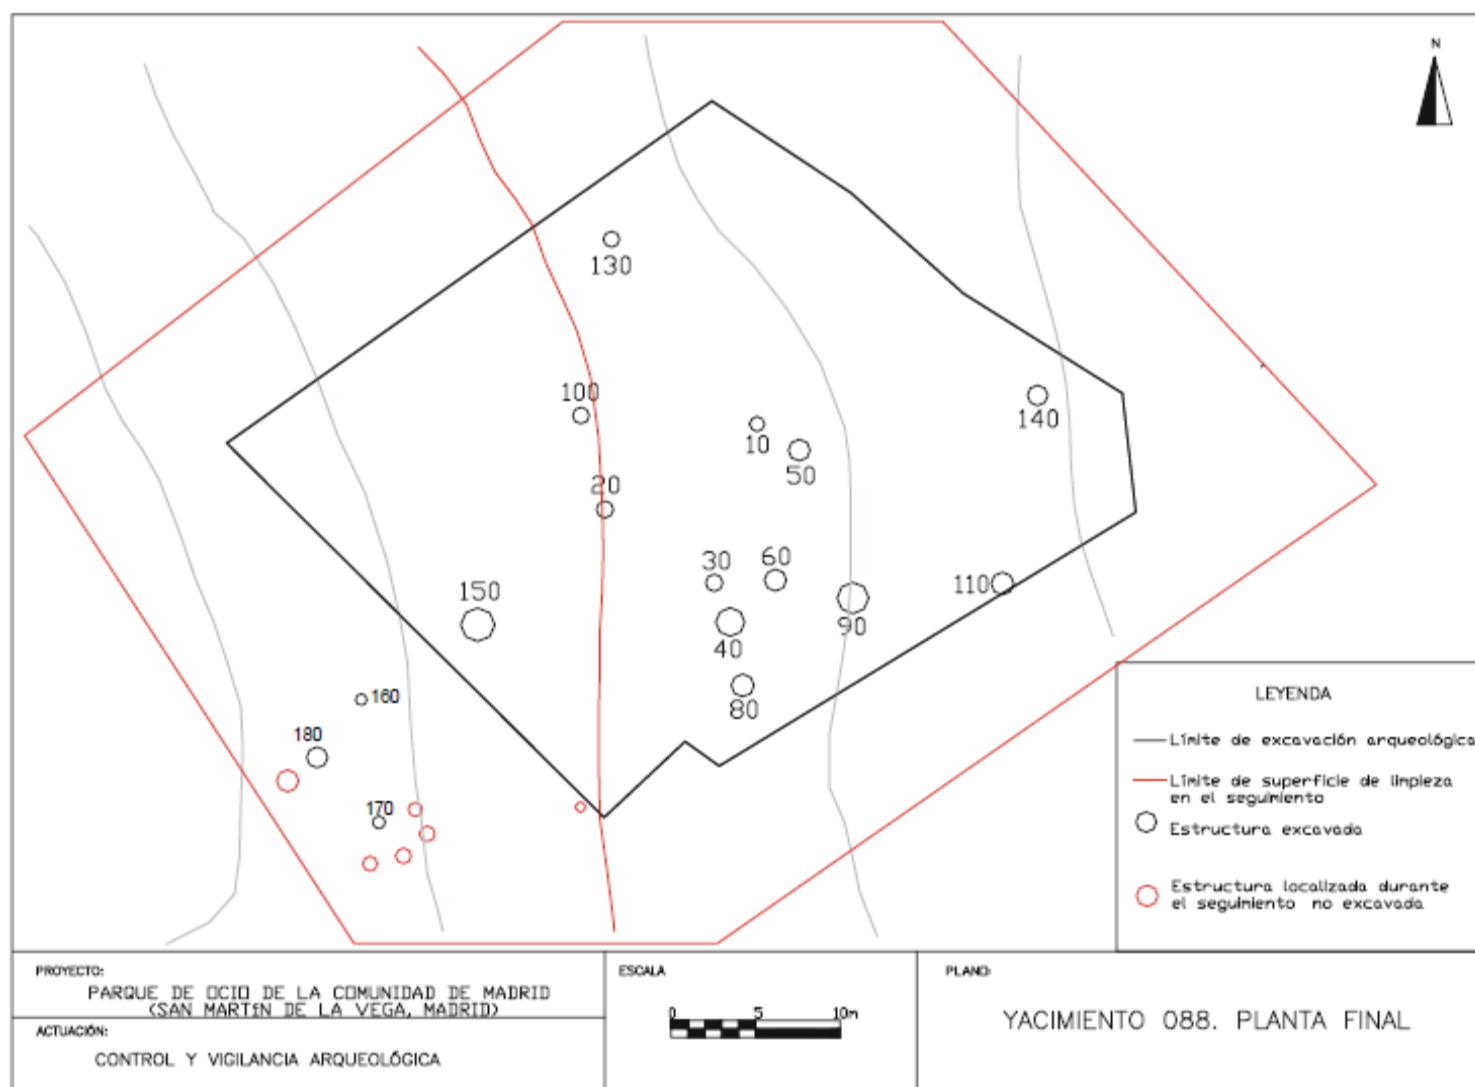 N
130
100
10
140
50
20
30
60
150
110
90
40
160
80
180
170
LEYENDA
Límite de excavación arqueológica
Límite de superficie de limpieza
en el seguimiento
Estructura excavada
Estructura localizada durante
el seguimiento no excavada
PROYECTO:
PARQUE DE OCIO DE LA COMUNIDAD DE MADRID
(SAN MARTÍN DE LA VEGA, MADRID)
ACTUACIÓN:
CONTROL Y VIGILANCIA ARQUEOLÓGICA
ESCALA
0 5 10m
PLANO:
YACIMIENTO 088. PLANTA FINAL